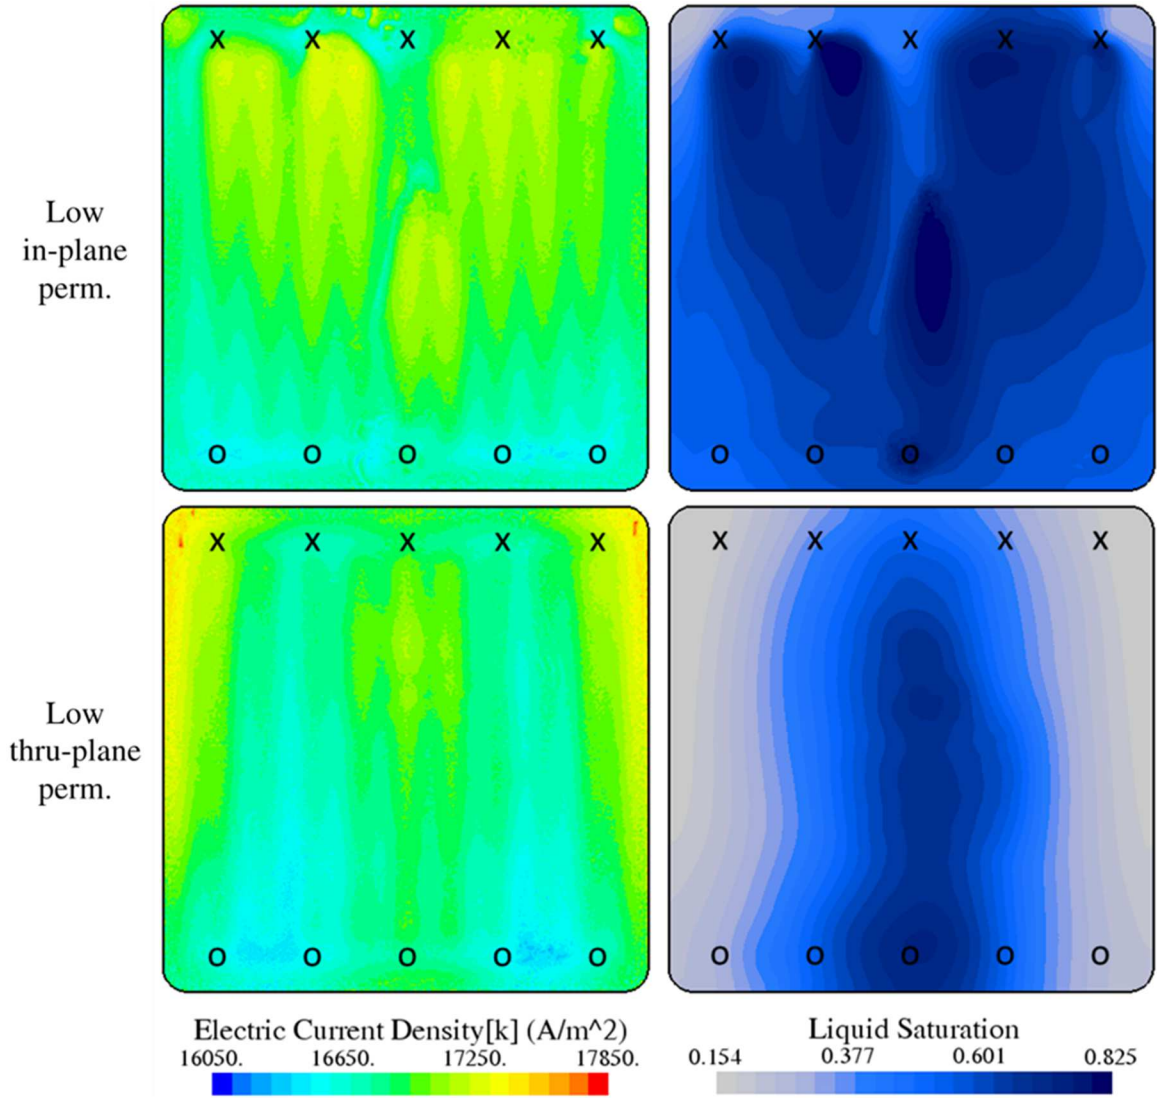 X X X X X
X X X X X
Low
in-plane
perm.
O O O O O
O O O O O
X X X X X
X X X X X
Low
thru-plane
perm.
O O O O O
O O O O O
Electric Current Density[k] (A/m^2)
16050. 16650. 17250. 17850.
Liquid Saturation
0.154 0.377 0.601 0.825